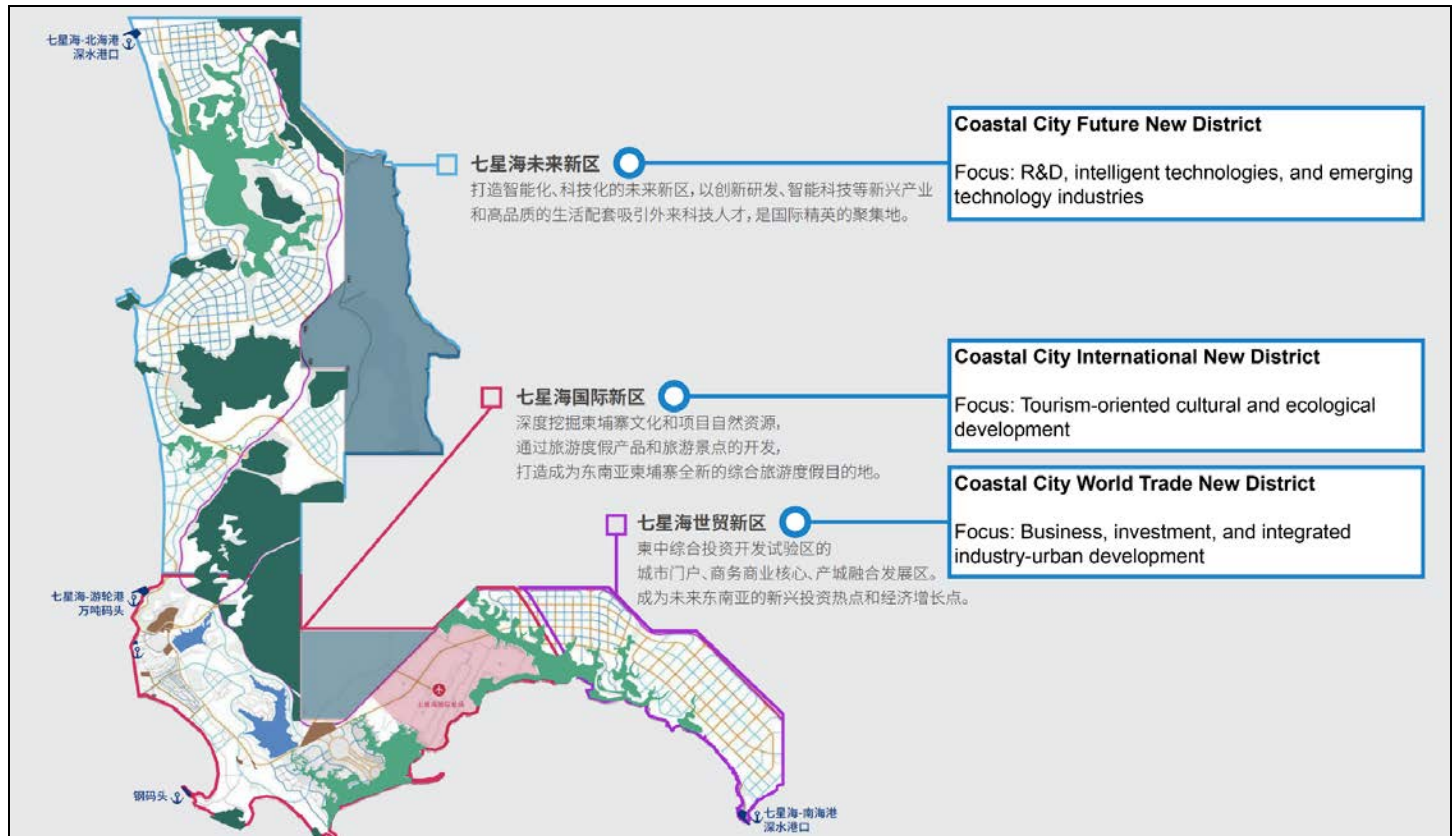 七星海-北海港
深水港口
七星海未来新区
打造智能化、科技化的未来新区，以创新研发、智能科技等新兴产业
和高品质的生活配套吸引外来科技人才，是国际精英的聚集地。
Coastal City Future New District
Focus: R&D, intelligent technologies, and emerging
technology industries
七星海国际新区
深度挖掘柬埔寨文化和项目自然资源，
通过旅游度假产品和旅游景点的开发，
打造成为东南亚柬埔寨全新的综合旅游度假目的地。
Coastal City International New District
Focus: Tourism-oriented cultural and ecological
development
七星海世贸新区
柬中综合投资开发试验区的
城市门户、商务商业核心、产城融合发展区。
成为未来东南亚的新兴投资热点和经济增长点。
Coastal City World Trade New District
Focus: Business, investment, and integrated
industry-urban development
七星海-游轮港
万吨码头
七星海国际机场
钢码头
七星海-南海港
深水港口